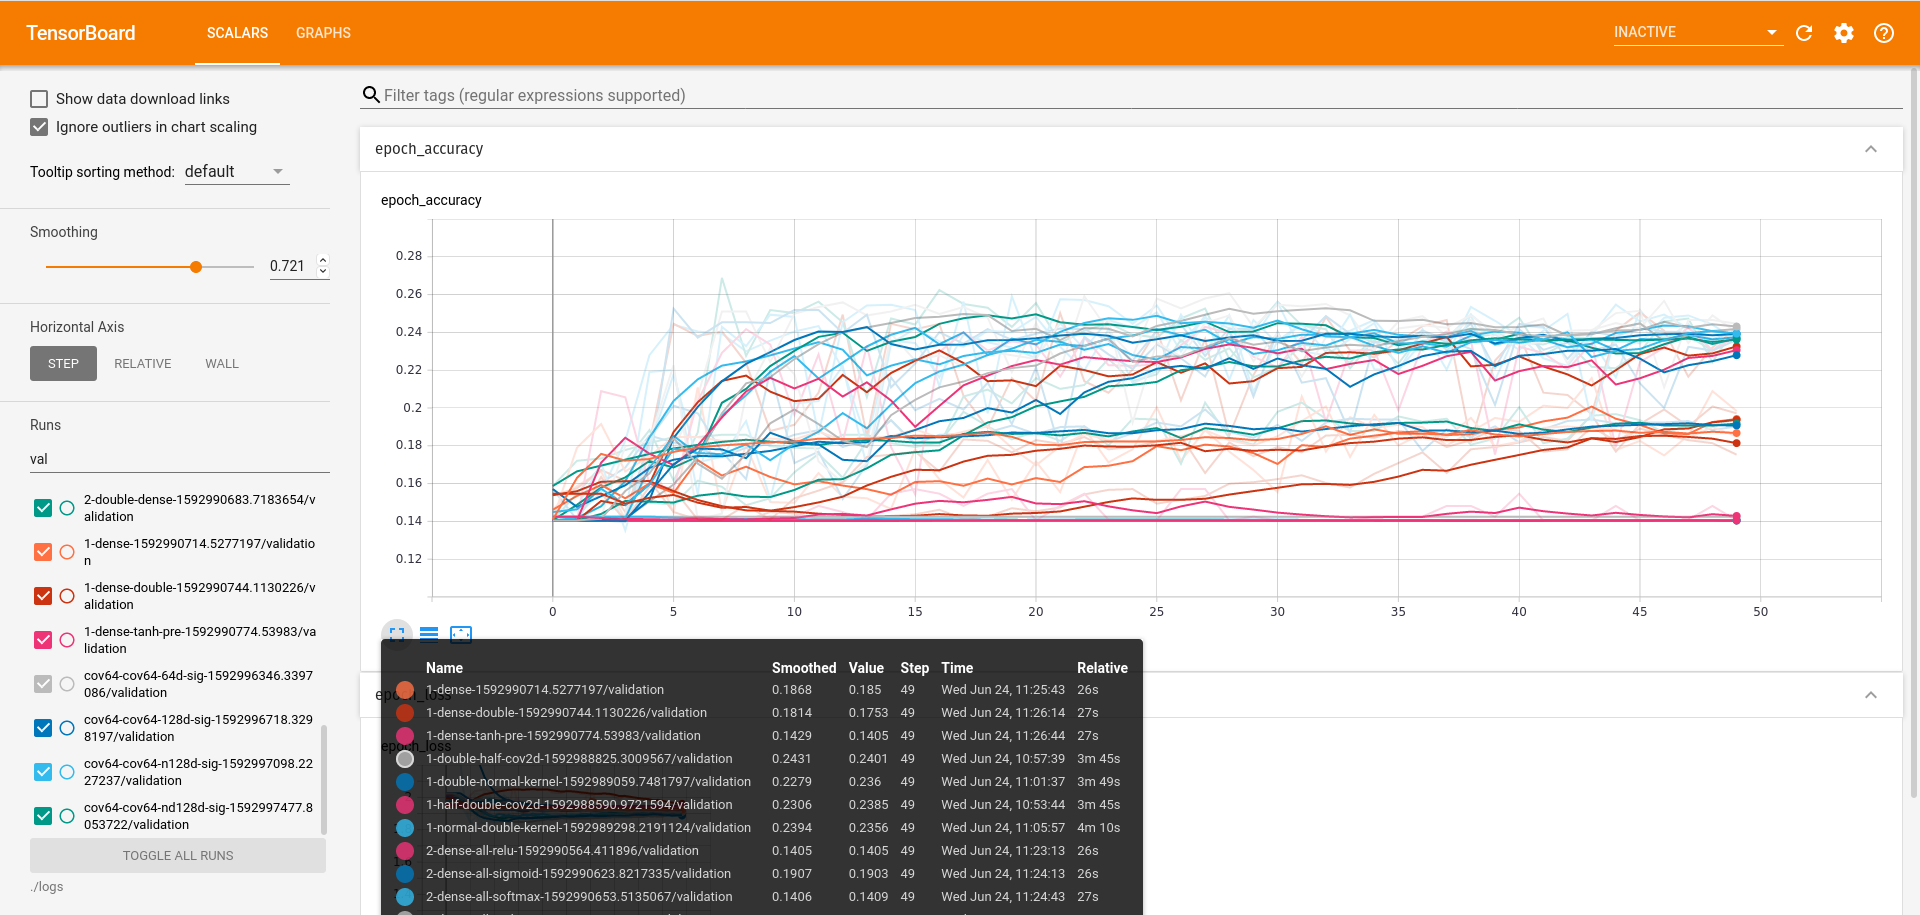 TensorBoard SCALARS GRAPHS INACTIVE
Show data download links
Ignore outliers in chart scaling
Tooltip sorting method: default
Smoothing
0.721
Horizontal Axis
STEP RELATIVE WALL
Runs
val
2-double-dense-1592990683.7183654/v
alidation
1-dense-1592990714.5277197/validatio
n
1-dense-double-1592990744.1130226/v
alidation
1-dense-tanh-pre-1592990774.53983/va
lidation
cov64-cov64-64d-sig-1592996346.3397
086/validation
cov64-cov64-128d-sig-1592996718.329
8197/validation
cov64-cov64-n128d-sig-1592997098.22
27237/validation
cov64-cov64-nd128d-sig-1592997477.8
053722/validation
TOGGLE ALL RUNS
./logs
Filter tags (regular expressions supported)
epoch_accuracy
epoch_accuracy
0.28
0.26
0.24
0.22
0.2
0.18
0.16
0.14
0.12
0 5 10 15 20 25 30 35 40 45 50
epoch_loss
epoch_loss
Name Smoothed Value Step Time Relative
1-dense-1592990714.5277197/validation 0.1868 0.185 49 Wed Jun 24, 11:25:43 26s
1-dense-double-1592990744.1130226/validation 0.1814 0.1753 49 Wed Jun 24, 11:26:14 27s
1-dense-tanh-pre-1592990774.53983/validation 0.1429 0.1405 49 Wed Jun 24, 11:26:44 27s
1-double-half-cov2d-1592988825.3009567/validation 0.2431 0.2401 49 Wed Jun 24, 10:57:39 3m 45s
1-double-normal-kernel-1592989059.7481797/validation 0.2279 0.236 49 Wed Jun 24, 11:01:37 3m 49s
1-half-double-cov2d-1592988590.9721594/validation 0.2306 0.2385 49 Wed Jun 24, 10:53:44 3m 45s
1-normal-double-kernel-1592989298.2191124/validation 0.2394 0.2356 49 Wed Jun 24, 11:05:57 4m 10s
2-dense-all-relu-1592990564.411896/validation 0.1405 0.1405 49 Wed Jun 24, 11:23:13 26s
2-dense-all-sigmoid-1592990623.8217335/validation 0.1907 0.1903 49 Wed Jun 24, 11:24:13 26s
2-dense-all-softmax-1592990653.5135067/validation 0.1406 0.1409 49 Wed Jun 24, 11:24:43 27s